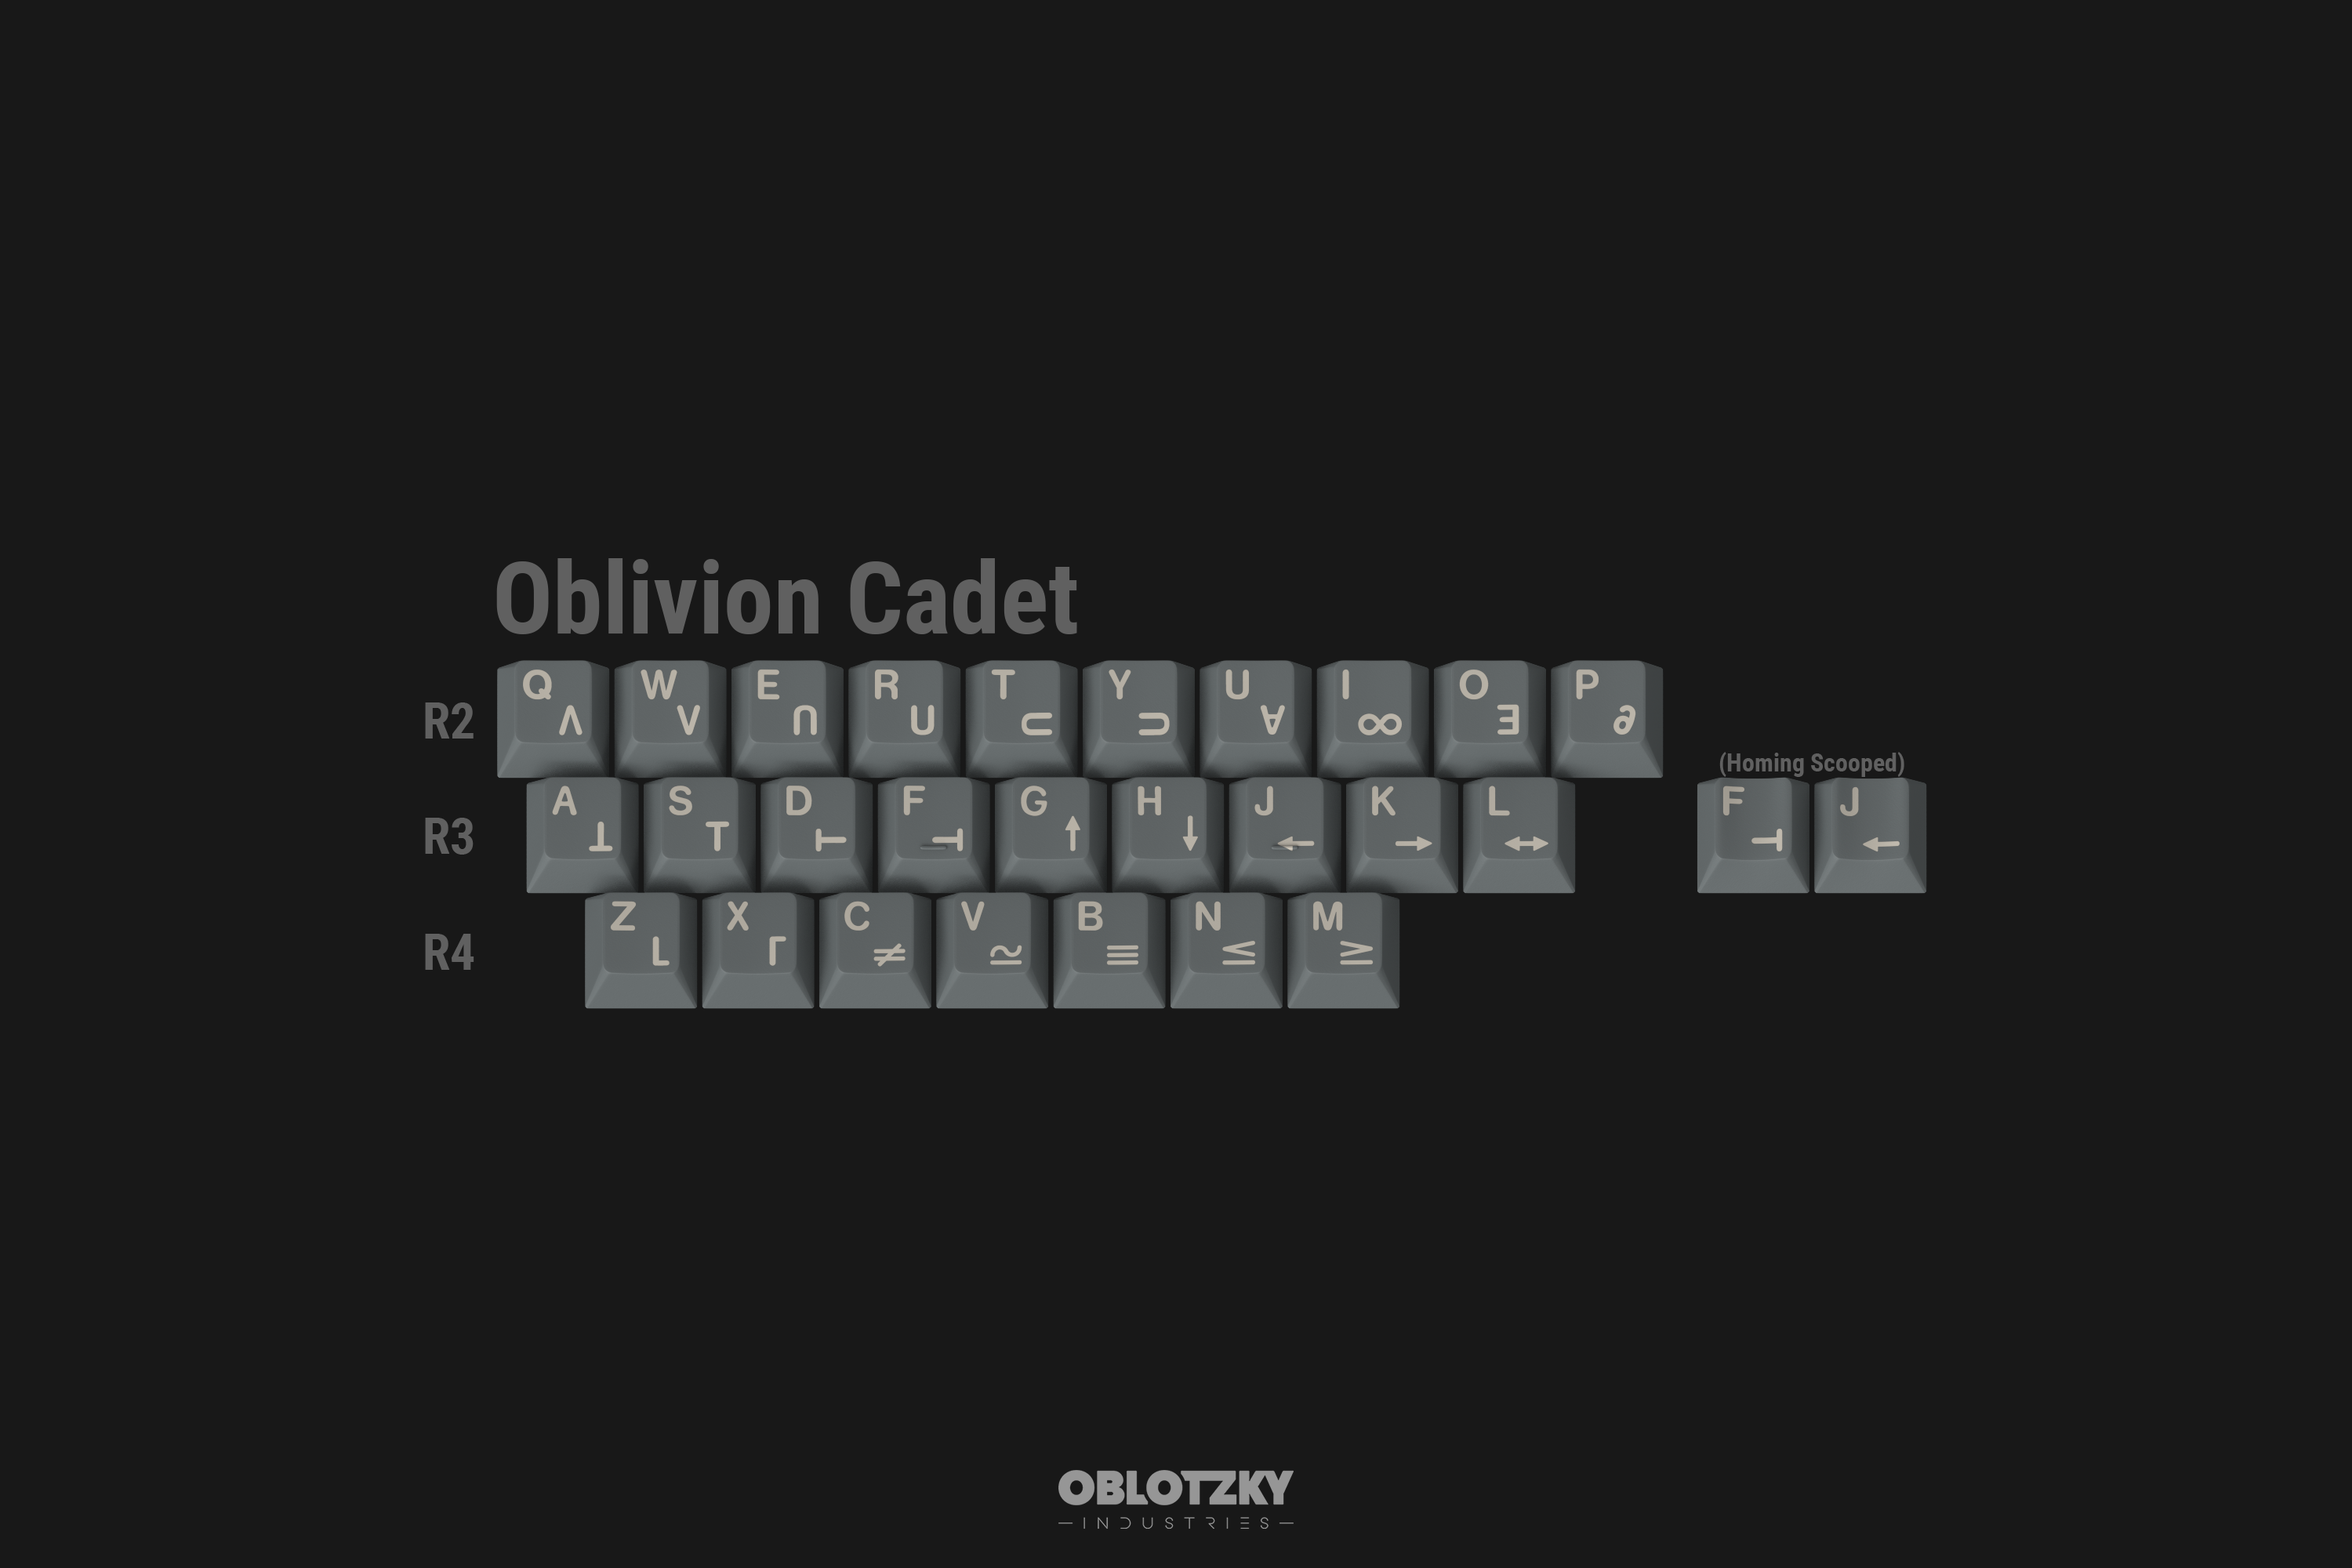 Oblivion Cadet
R2 Q ∧ W ∨ E ∩ R ∪ T ⊂ Y ⊃ U ∀ I ∞ O ∃ P ∂
(Homing Scooped)
R3 A ⊥ S ⊤ D ⊢ F ⊣ G ↑ H ↓ J ← K → L ↔ F ⊣ J ←
R4 Z ⌊ X ⌈ C ≠ V ≃ B ≡ N ≤ M ≥
OBLOTZKY
INDUSTRIES